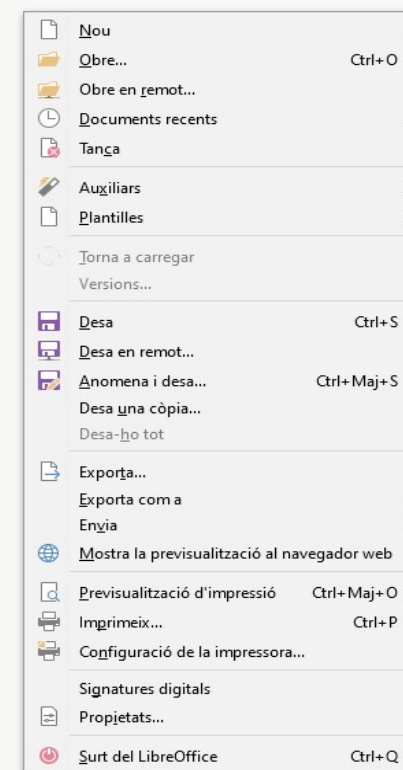 Nou
Obre... Ctrl+O
Obre en remot...
Documents recents
Tanca
Auxiliars
Plantilles
Torna a carregar
Versions...
Desa Ctrl+S
Desa en remot...
Anomena i desa... Ctrl+Maj+S
Desa una còpia...
Desa-ho tot
Exporta...
Exporta com a
Envia
Mostra la previsualització al navegador web
Previsualització d'impressió Ctrl+Maj+O
Imprimeix... Ctrl+P
Configuració de la impressora...
Signatures digitals
Propietats...
Surt del LibreOffice Ctrl+Q